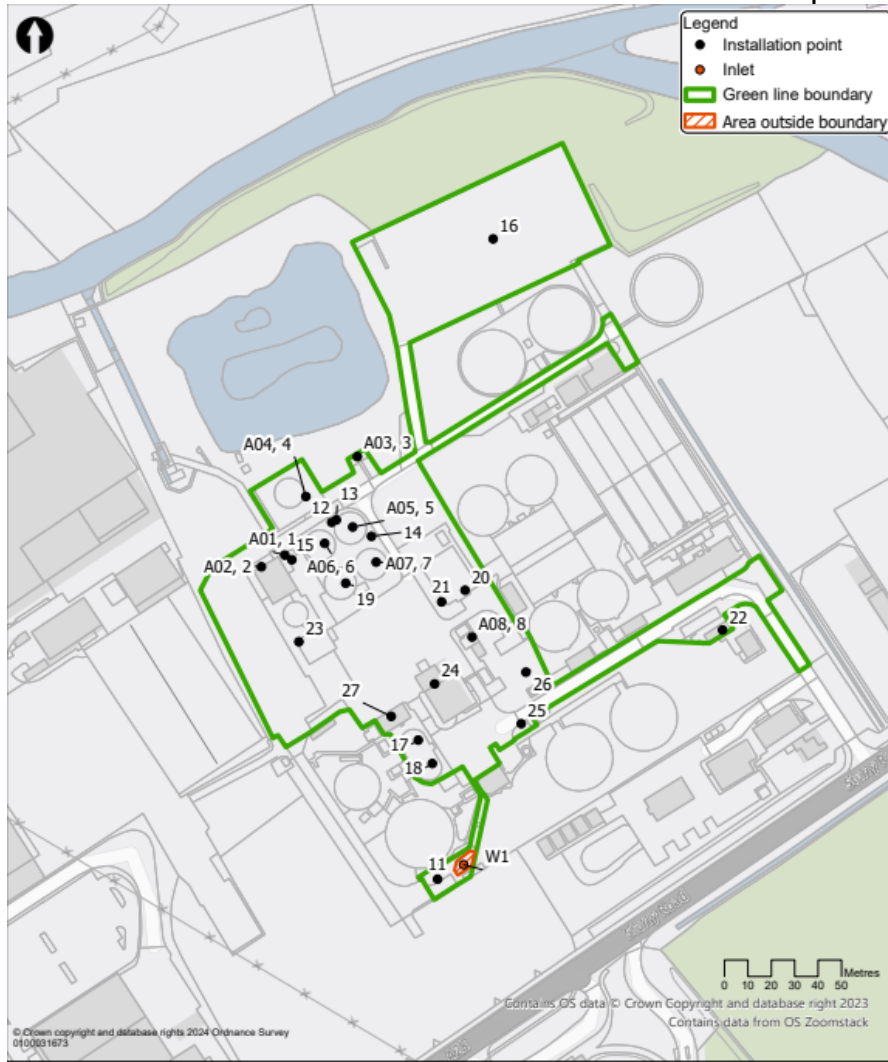 Legend
Installation point
Inlet
Green line boundary
Area outside boundary
16
A04, 4
A03, 3
13
12
A05, 5
14
A01, 1
15
A02, 2
A06, 6
A07, 7
19
20
21
A08, 8
22
23
24
26
27
25
17
18
11
W1
Metres
0 10 20 30 40 50
Contains OS data © Crown Copyright and database right 2023
Contains data from OS Zoomstack
© Crown copyright and database rights 2024 Ordnance Survey
0100031673